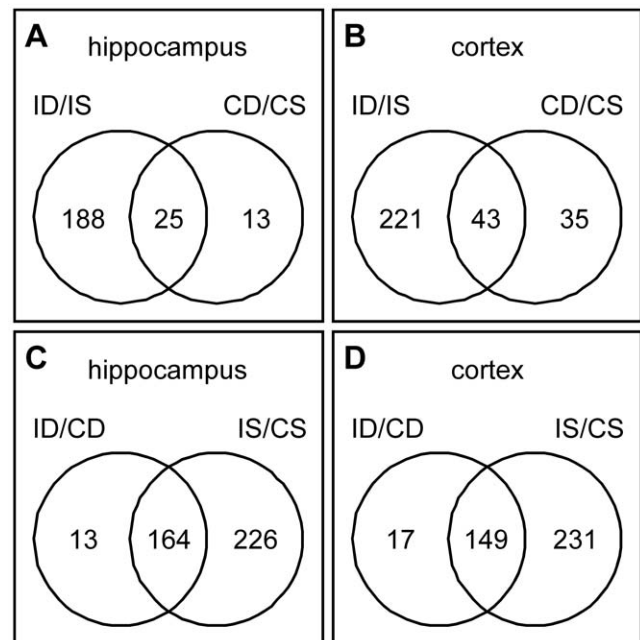 A
hippocampus
ID/IS CD/CS
188 25 13
B
cortex
ID/IS CD/CS
221 43 35
C
hippocampus
ID/CD IS/CS
13 164 226
D
cortex
ID/CD IS/CS
17 149 231